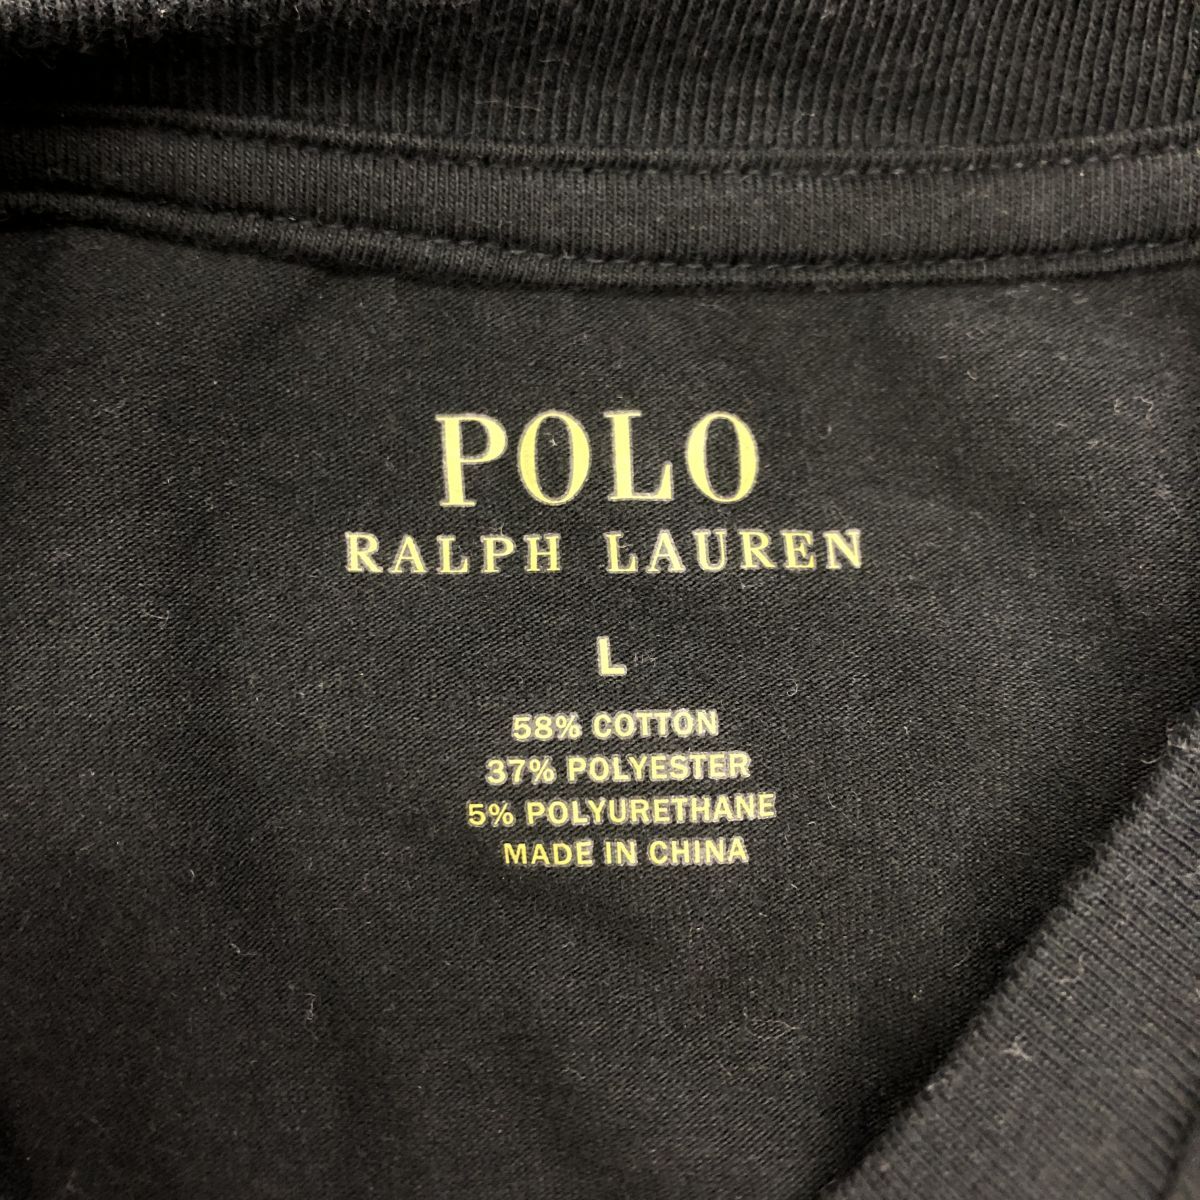 POLO
RALPH LAUREN
L
58% COTTON
37% POLYESTER
5% POLYURETHANE
MADE IN CHINA